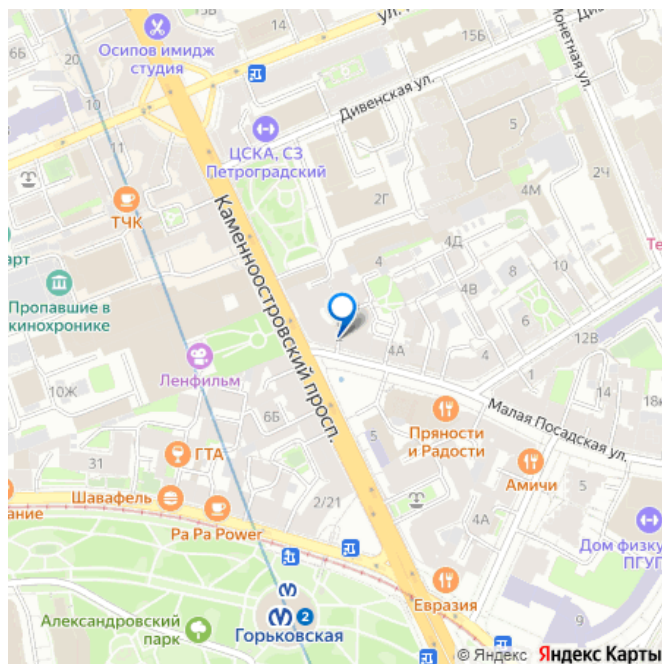 6Б
20
10
11
Осипов имидж
студия
ул.
15Б
Дивенская ул.
Монетная ул.
5
ЦСКА, СЗ
Петроградский
2Г
4М
2Ч
ТЧК
арт
Каменноостровский просп.
4Д
4
Те
Пропавшие в
кинохронике
4В
8
10
6
12В
4А
4
1
Ленфильм
10Ж
6Б
18к
Малая Посадская ул.
Пряности
и Радости
5
ГТА
31
Амичи
5
Шавафель
2/21
ание
Pa Pa Power
4А
Дом физку
ПГУП
9
Евразия
Александровский
парк
2
Горьковская
© Яндекс Яндекс Карты